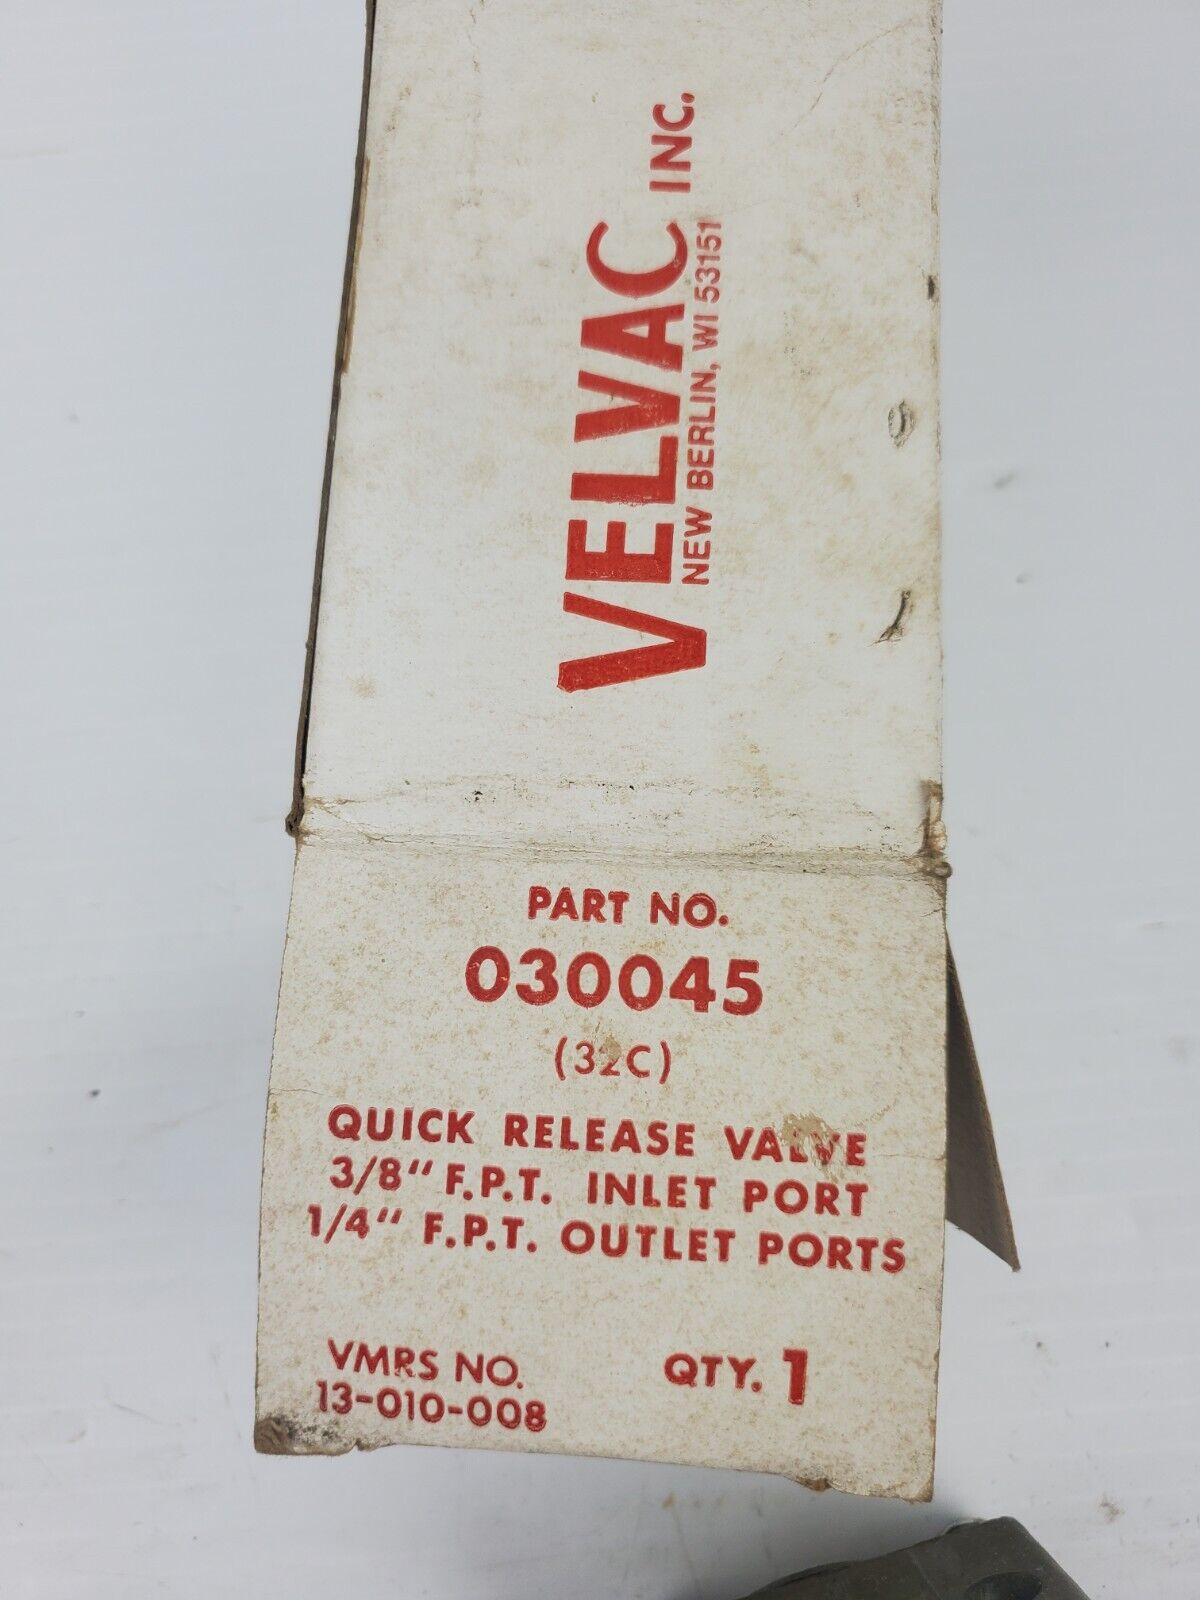 VELVAC INC.
NEW BERLIN, WI 53151
PART NO.
030045
(32C)
QUICK RELEASE VALVE
3/8" F.P.T. INLET PORT
1/4" F.P.T. OUTLET PORTS
VMRS NO.
13-010-008
QTY. 1